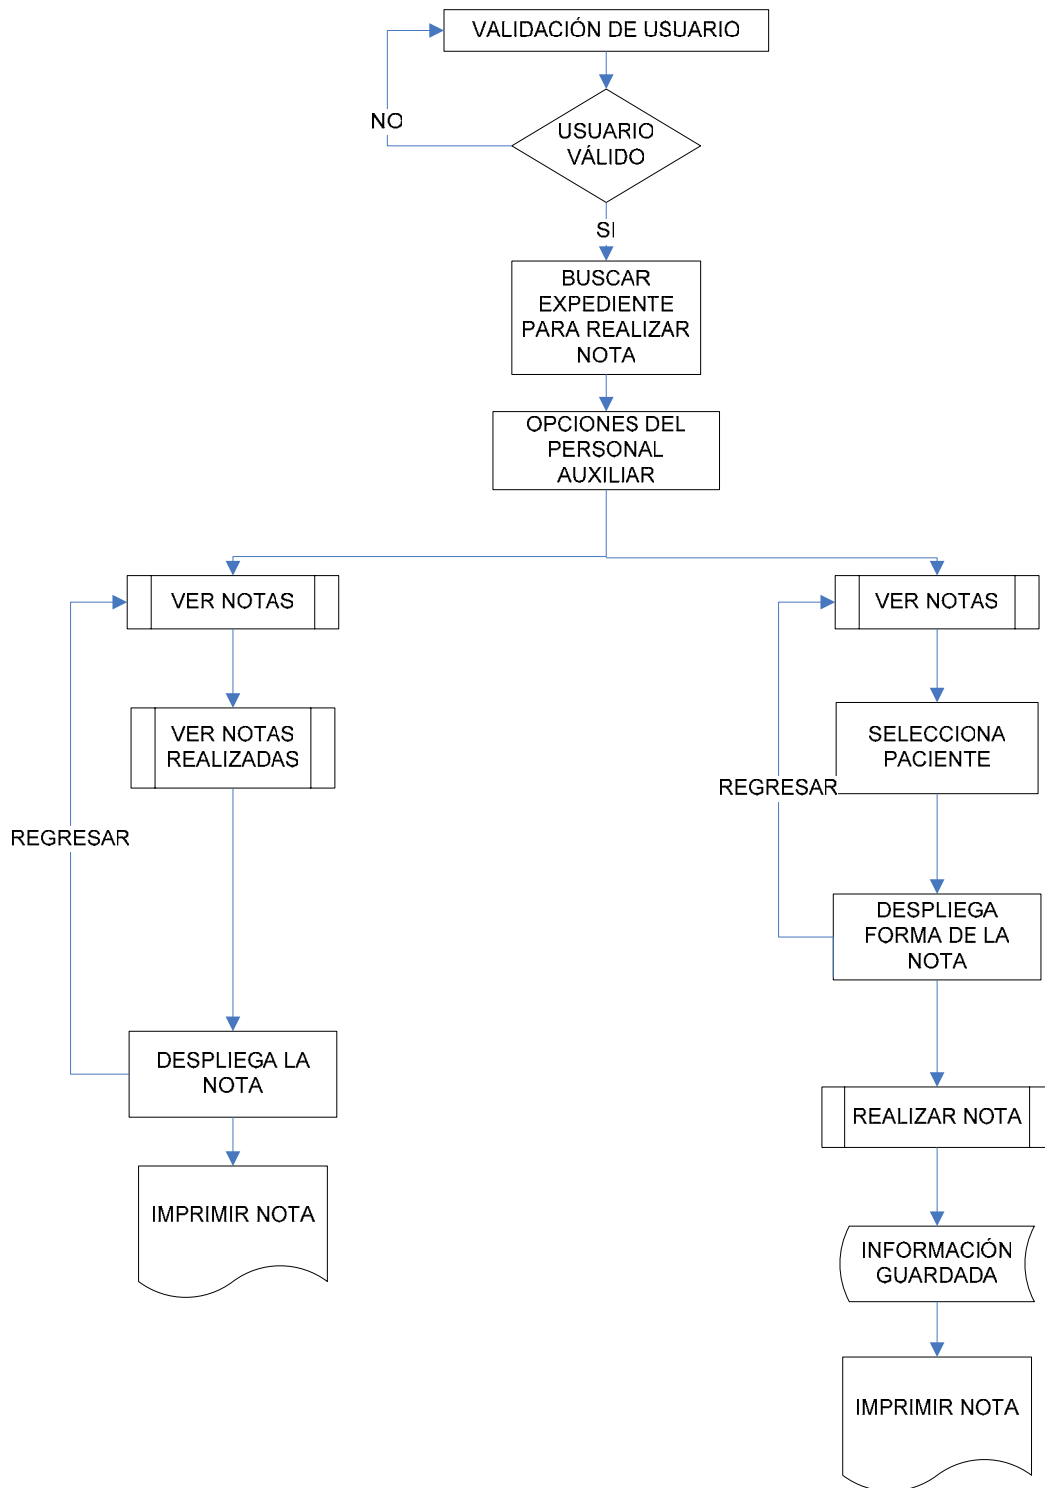 VALIDACIÓN DE USUARIO
NO
USUARIO
VÁLIDO
SI
BUSCAR
EXPEDIENTE
PARA REALIZAR
NOTA
OPCIONES DEL
PERSONAL
AUXILIAR
VER NOTAS
VER NOTAS
REALIZADAS
REGRESAR
DESPLIEGA LA
NOTA
IMPRIMIR NOTA
VER NOTAS
SELECCIONA
PACIENTE
REGRESAR
DESPLIEGA
FORMA DE LA
NOTA
REALIZAR NOTA
INFORMACIÓN
GUARDADA
IMPRIMIR NOTA